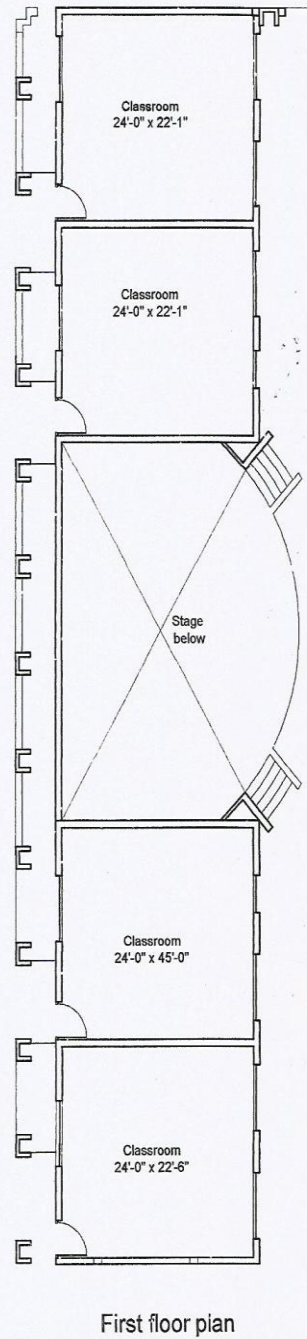 Classroom
24'-0" x 22'-1"
Classroom
24'-0" x 22'-1"
Stage
below
Classroom
24'-0" x 45'-0"
Classroom
24'-0" x 22'-6"
First floor plan